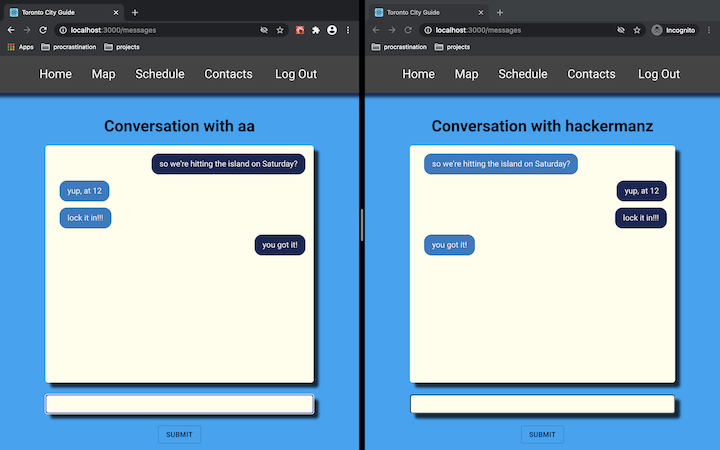 Toronto City Guide
localhost:3000/messages
Apps procrastination projects
Home Map Schedule Contacts Log Out
Conversation with aa
so we're hitting the island on Saturday?
yup, at 12
lock it in!!!
you got it!
SUBMIT
Toronto City Guide
localhost:3000/messages
Incognito
procrastination projects
Home Map Schedule Contacts Log Out
Conversation with hackermanz
so we're hitting the island on Saturday?
yup, at 12
lock it in!!!
you got it!
SUBMIT